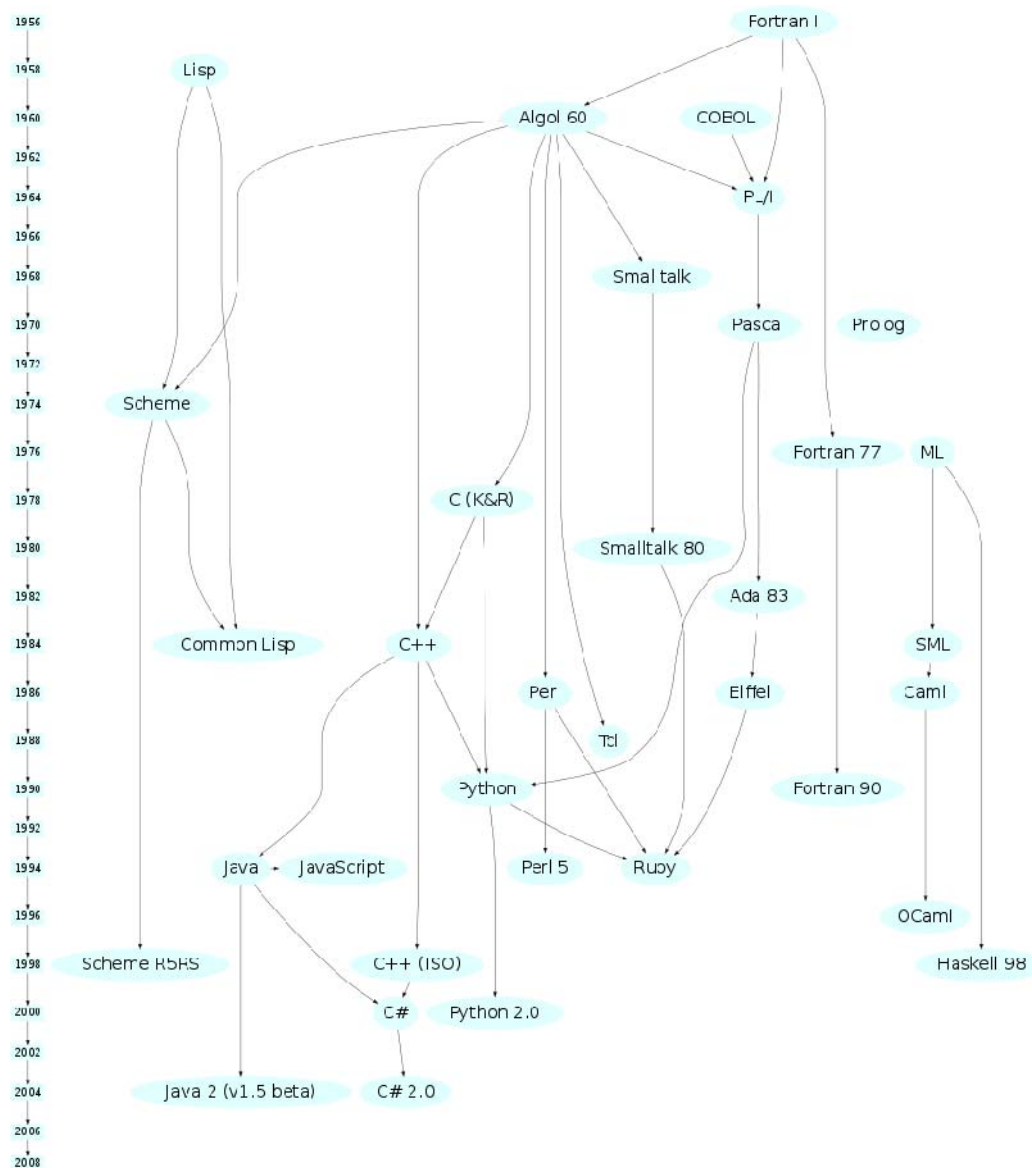 1956
Fortran I
1958
Lisp
1960
Algol 60
COBOL
1962
1964
PL/I
1966
1968
Smal talk
1970
Pasca
Pro og
1972
1974
Scheme
1976
Fortran 77
ML
1978
C (K&R)
1980
Smalltalk 80
1982
Ada 83
1984
Common Lisp
C++
SML
1986
Per
Eiffel
Caml
1988
Tcl
1990
Python
Fortran 90
1992
1994
Java
JavaScript
Perl 5
Ruby
1996
OCaml
1998
Scheme R5RS
C++ (ISO)
Haskell 98
2000
C#
Python 2.0
2002
2004
Java 2 (v1.5 beta)
C# 2.0
2006
2008